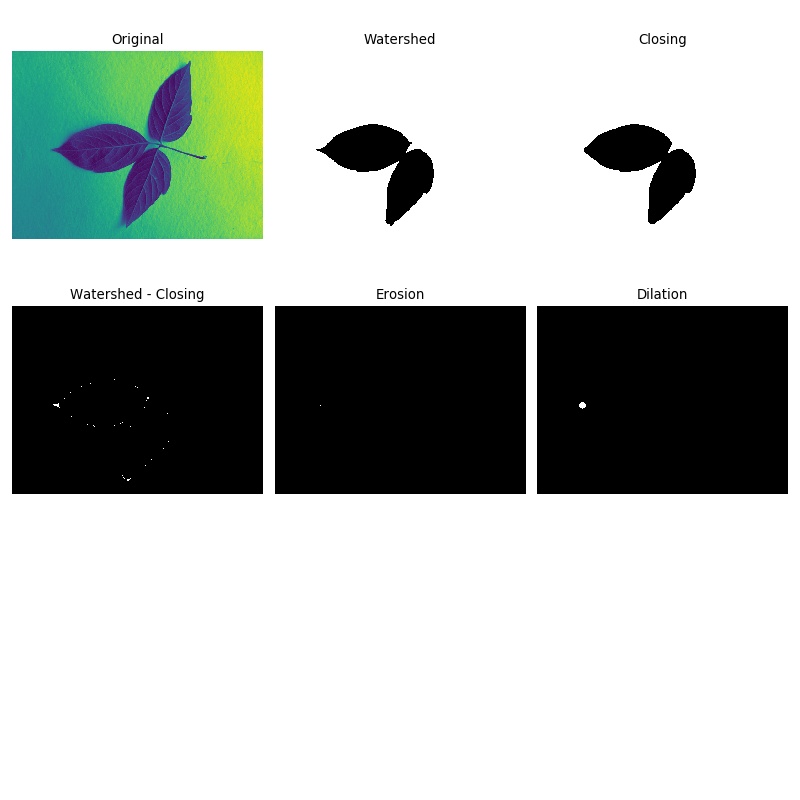 Original
Watershed
Closing
Watershed - Closing
Erosion
Dilation